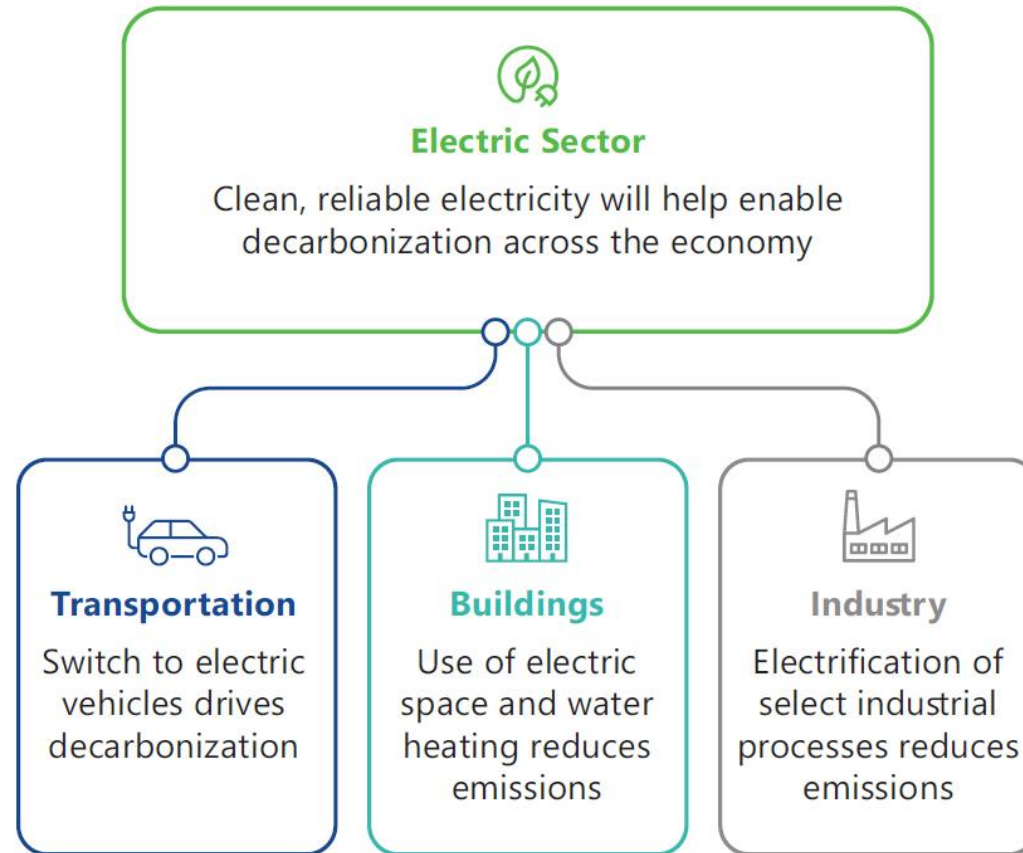 Electric Sector
Clean, reliable electricity will help enable
decarbonization across the economy
Transportation
Switch to electric
vehicles drives
decarbonization
Buildings
Use of electric
space and water
heating reduces
emissions
Industry
Electrification of
select industrial
processes reduces
emissions